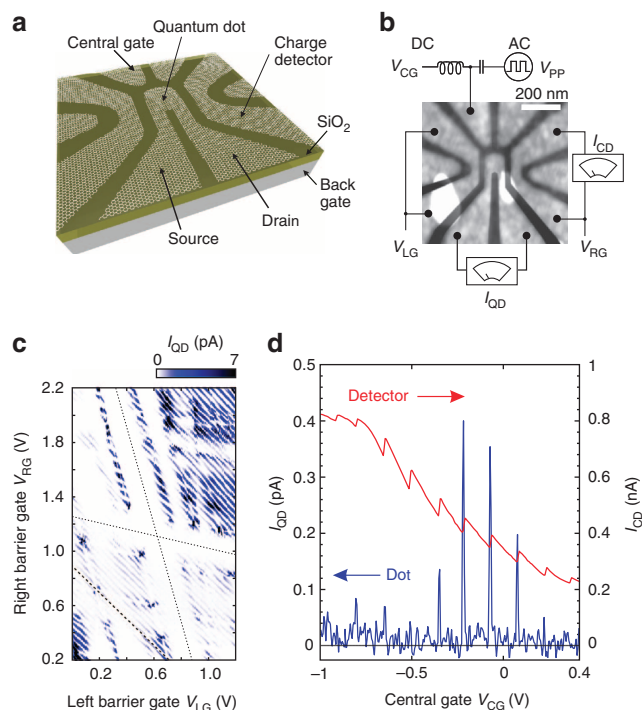 a
Quantum dot
Central gate
Charge
detector
SiO2
Back
gate
Drain
Source
b
DC
AC
VCG
VPP
200 nm
ICD
VLG
VRG
IQD
c
IQD (pA)
0
7
2.2
1.8
1.4
1.0
0.6
0.2
Right barrier gate VRG (V)
0.2
0.6
1.0
Left barrier gate VLG (V)
d
0.5
0.4
0.3
0.2
0.1
0
IQD (pA)
Detector
Dot
1
0.8
0.6
0.4
0.2
0
ICD (nA)
–1
–0.5
0
0.4
Central gate VCG (V)